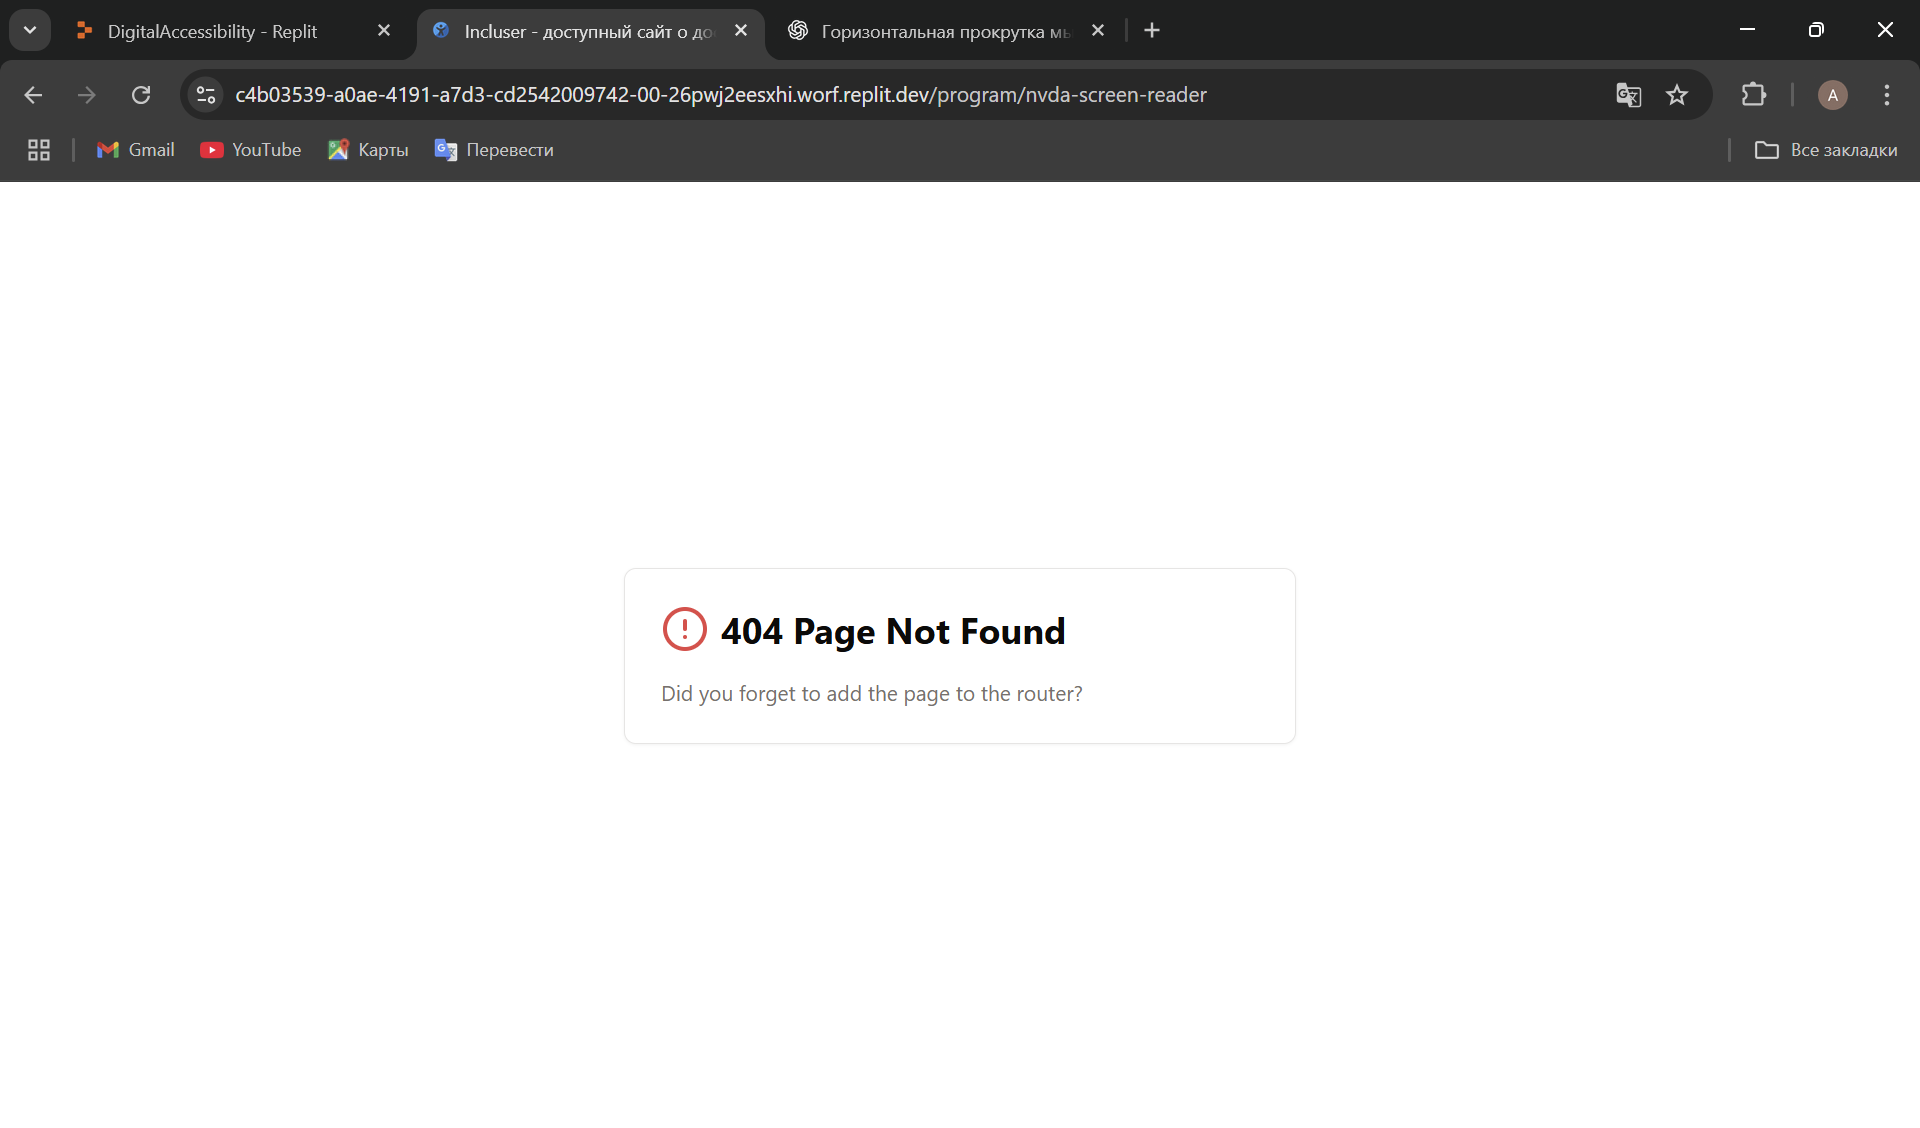 DigitalAccessibility - Replit
Incluser - доступный сайт о до
Горизонтальная прокрутка мы
c4b03539-a0ae-4191-a7d3-cd2542009742-00-26pwj2eesxhi.worf.replit.dev/program/nvda-screen-reader
A
Gmail
YouTube
Карты
Перевести
Все закладки
404 Page Not Found
Did you forget to add the page to the router?